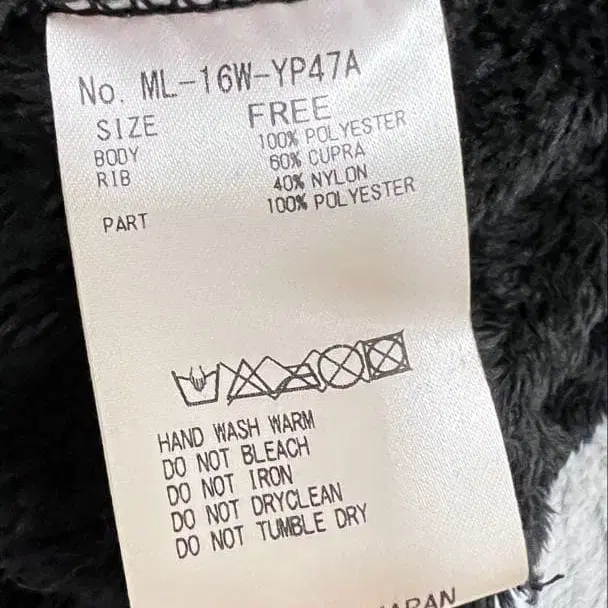 No. ML-16W-YP47A
SIZE FREE
BODY 100% POLYESTER
RIB 60% CUPRA
40% NYLON
PART 100% POLYESTER
HAND WASH WARM
DO NOT BLEACH
DO NOT IRON
DO NOT DRYCLEAN
DO NOT TUMBLE DRY
JAPAN